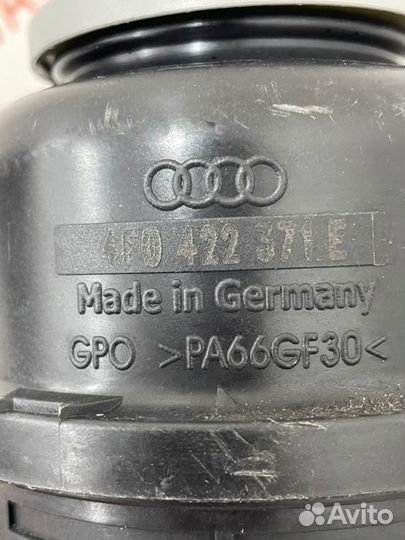 4F0 422 371 E
Made in Germany
GPO >PA66GF30<
Avito